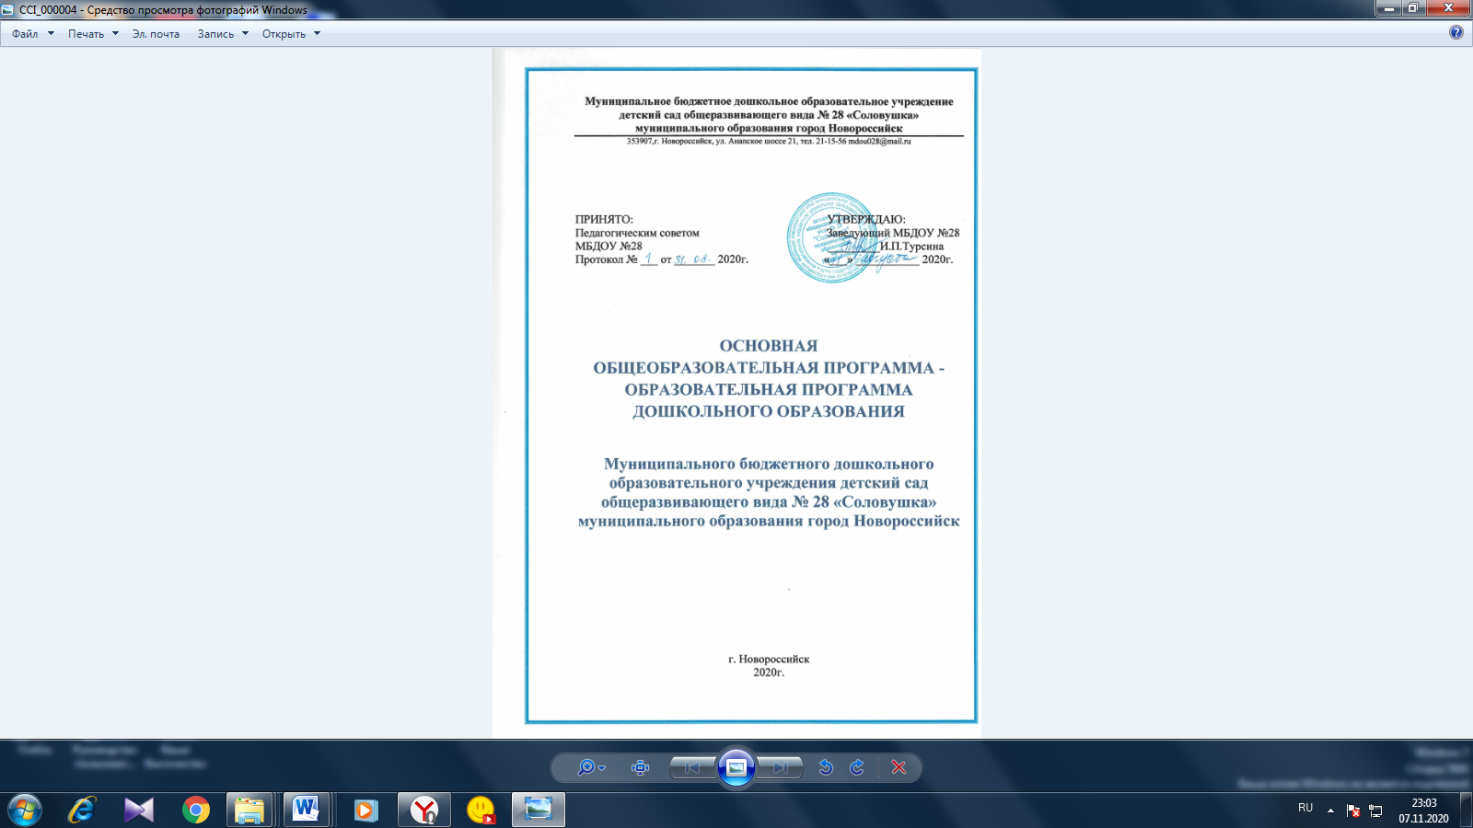 CCI_000004 - Средство просмотра фотографий Windows
Файл Печать Эл. почта Запись Открыть
Муниципальное бюджетное дошкольное образовательное учреждение
детский сад общеразвивающего вида № 28 «Соловушка»
муниципального образования город Новороссийск
353907,г. Новороссийск, ул. Анапское шоссе 21, тел. 21-15-56 mdou028@mail.ru
ПРИНЯТО:
Педагогическим советом
МБДОУ №28
Протокол № 1 от 31.08. 2020г.
УТВЕРЖДАЮ:
Заведующий МБДОУ №28
И.П.Турсина
« » августа 2020г.
ОСНОВНАЯ
ОБЩЕОБРАЗОВАТЕЛЬНАЯ ПРОГРАММА -
ОБРАЗОВАТЕЛЬНАЯ ПРОГРАММА
ДОШКОЛЬНОГО ОБРАЗОВАНИЯ
Муниципального бюджетного дошкольного
образовательного учреждения детский сад
общеразвивающего вида № 28 «Соловушка»
муниципального образования город Новороссийск
г. Новороссийск
2020г.
RU
23:03
07.11.2020